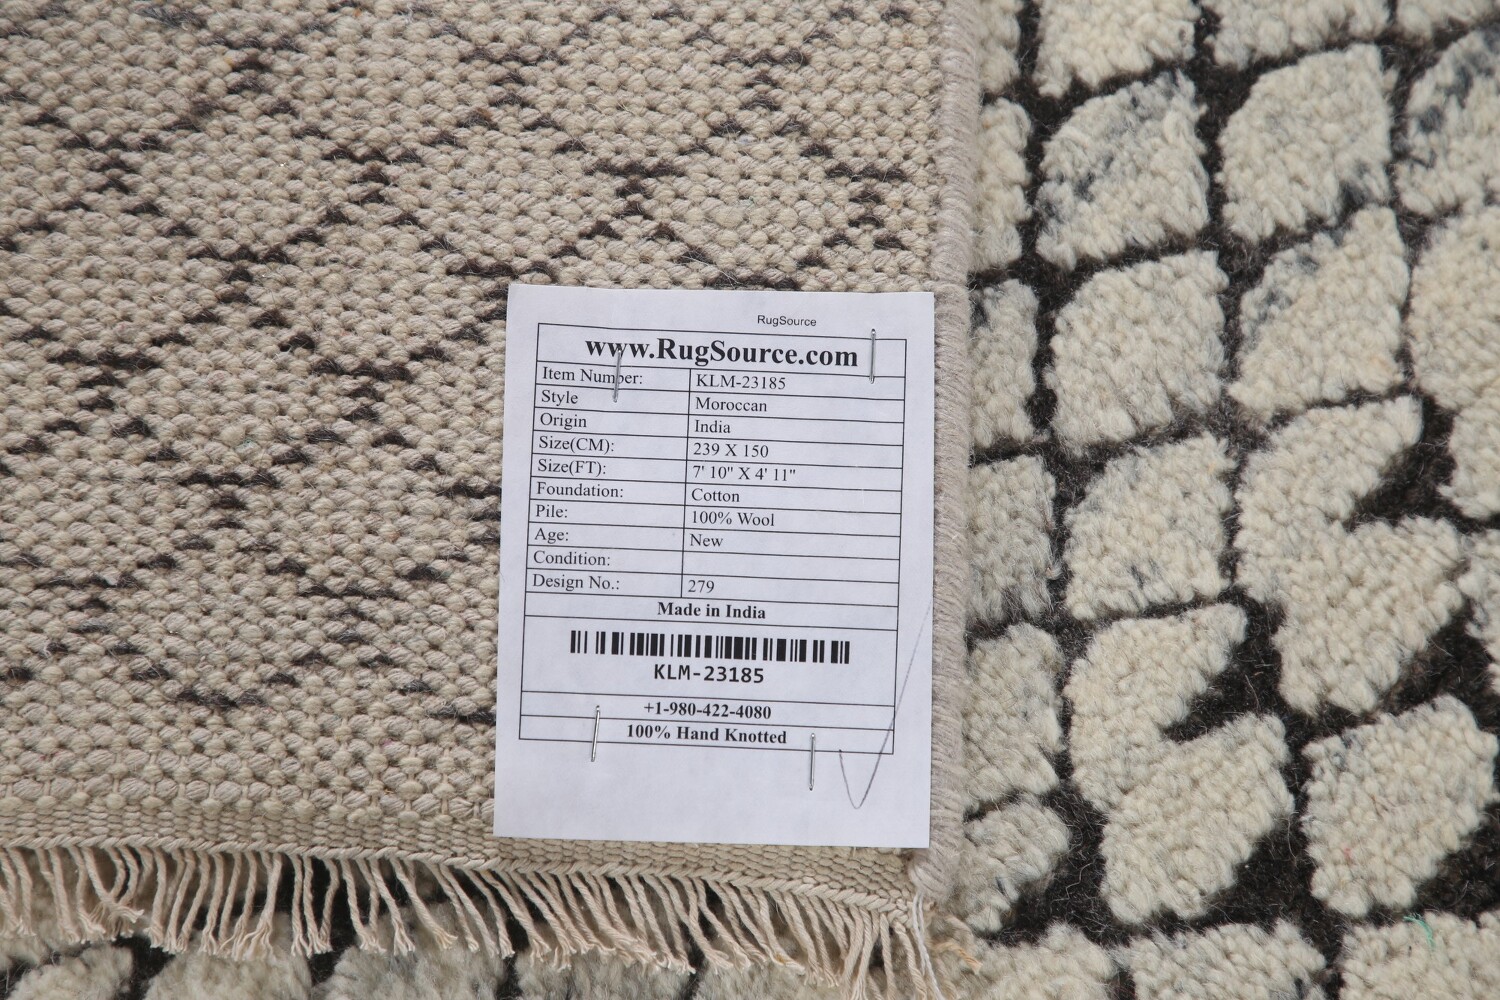 RugSource
www.RugSource.com
Item Number: KLM-23185
Style Moroccan
Origin India
Size(CM): 239 X 150
Size(FT): 7' 10" X 4' 11"
Foundation: Cotton
Pile: 100% Wool
Age: New
Condition:
Design No.: 279
Made in India
KLM-23185
+1-980-422-4080
100% Hand Knotted